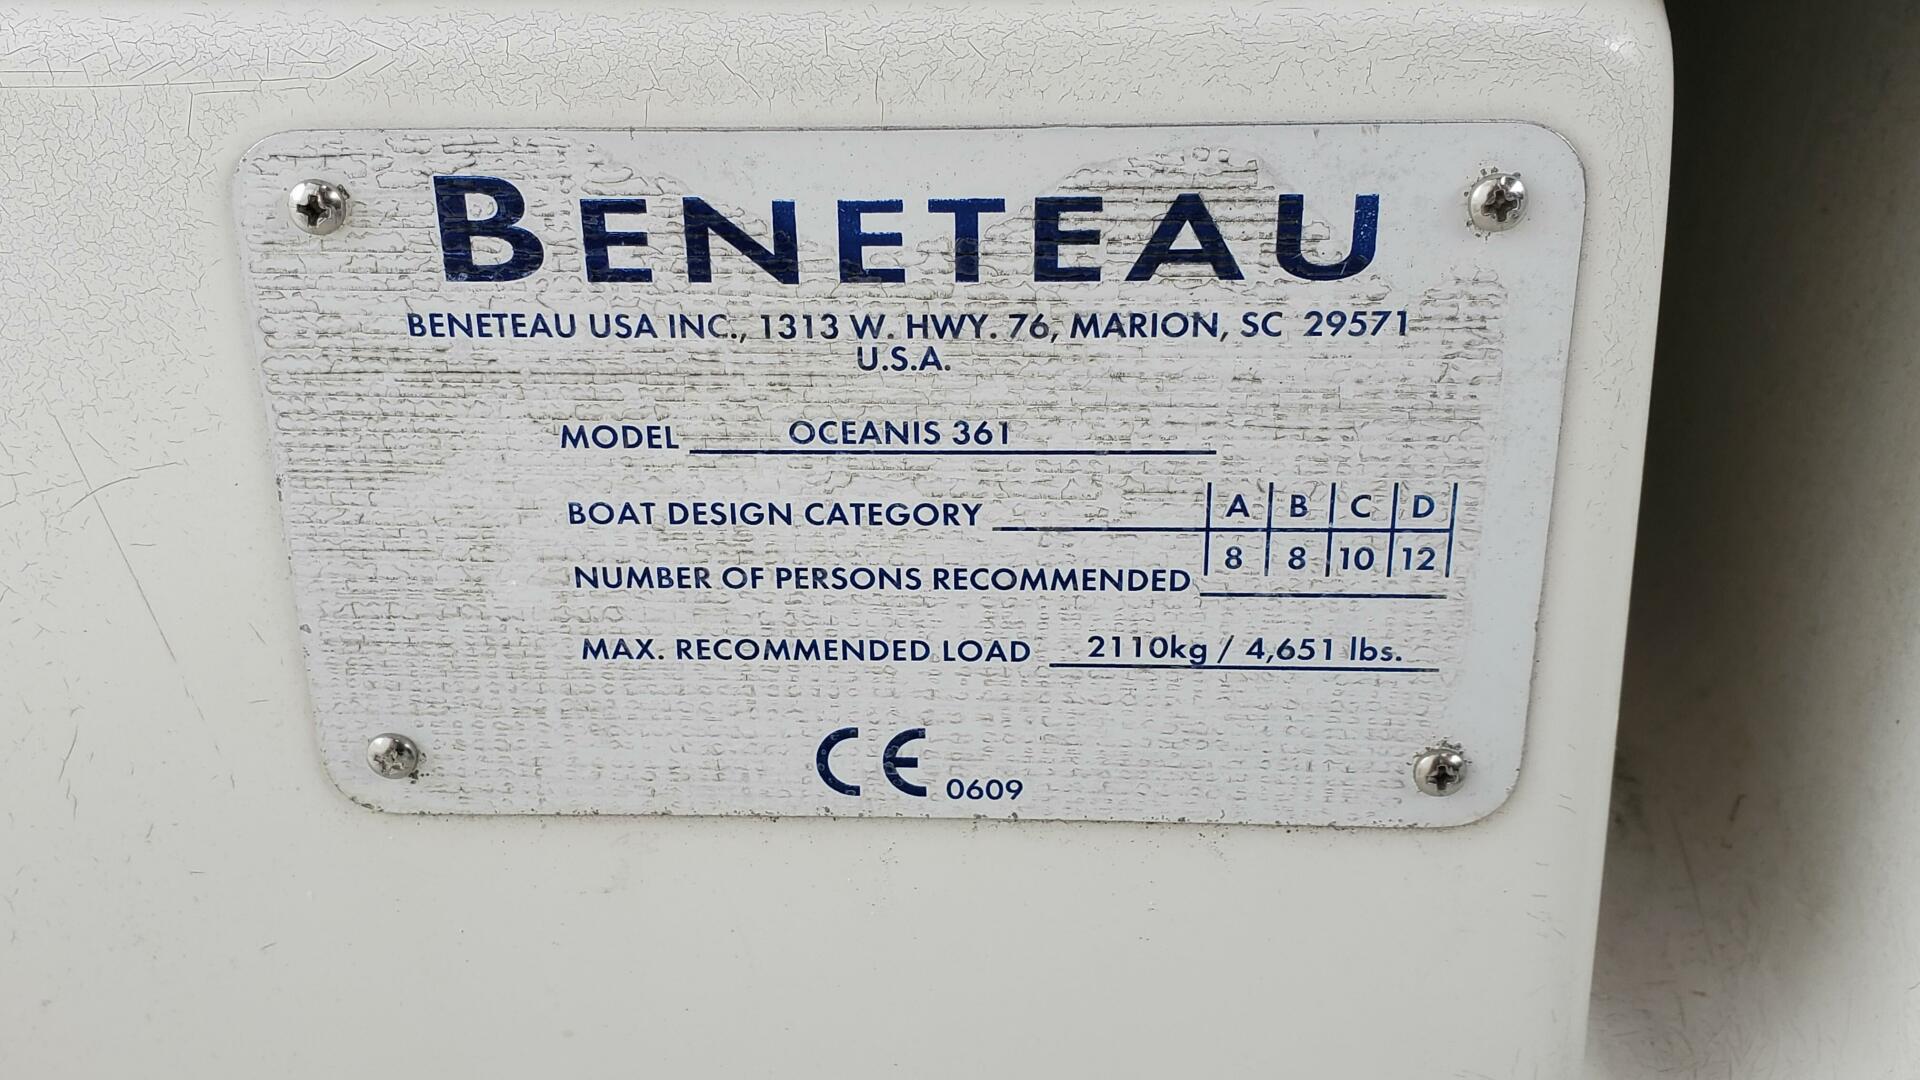 BENETEAU
BENETEAU USA INC., 1313 W. HWY. 76, MARION, SC 29571
U.S.A.
MODEL OCEANIS 361
BOAT DESIGN CATEGORY A B C D
NUMBER OF PERSONS RECOMMENDED 8 8 10 12
MAX. RECOMMENDED LOAD 2110kg / 4,651 lbs.
CE 0609